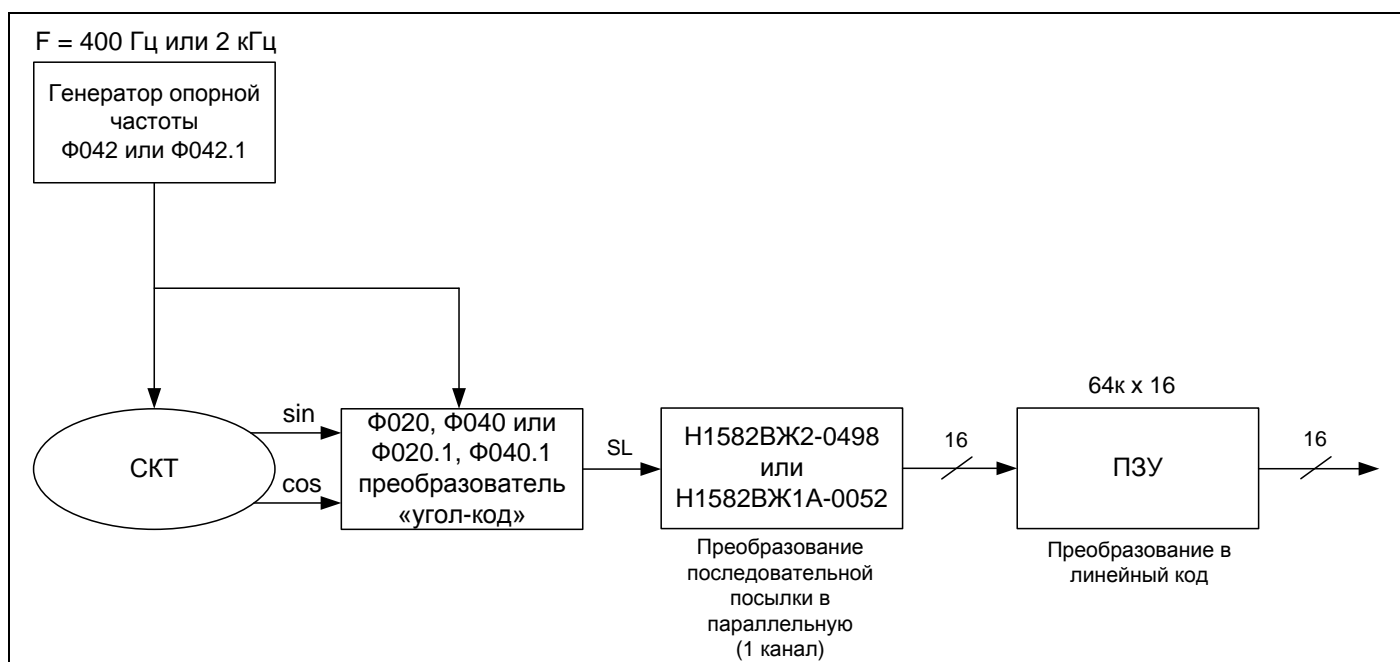 F = 400 Гц или 2 кГц
Генератор опорной
частоты
Ф042 или Ф042.1
СКТ
sin
cos
Ф020, Ф040 или
Ф020.1, Ф040.1
преобразователь
«угол-код»
SL
Н1582ВЖ2-0498
или
Н1582ВЖ1А-0052
Преобразование
последовательной
посылки в
параллельную
(1 канал)
16
64к х 16
ПЗУ
Преобразование в
линейный код
16